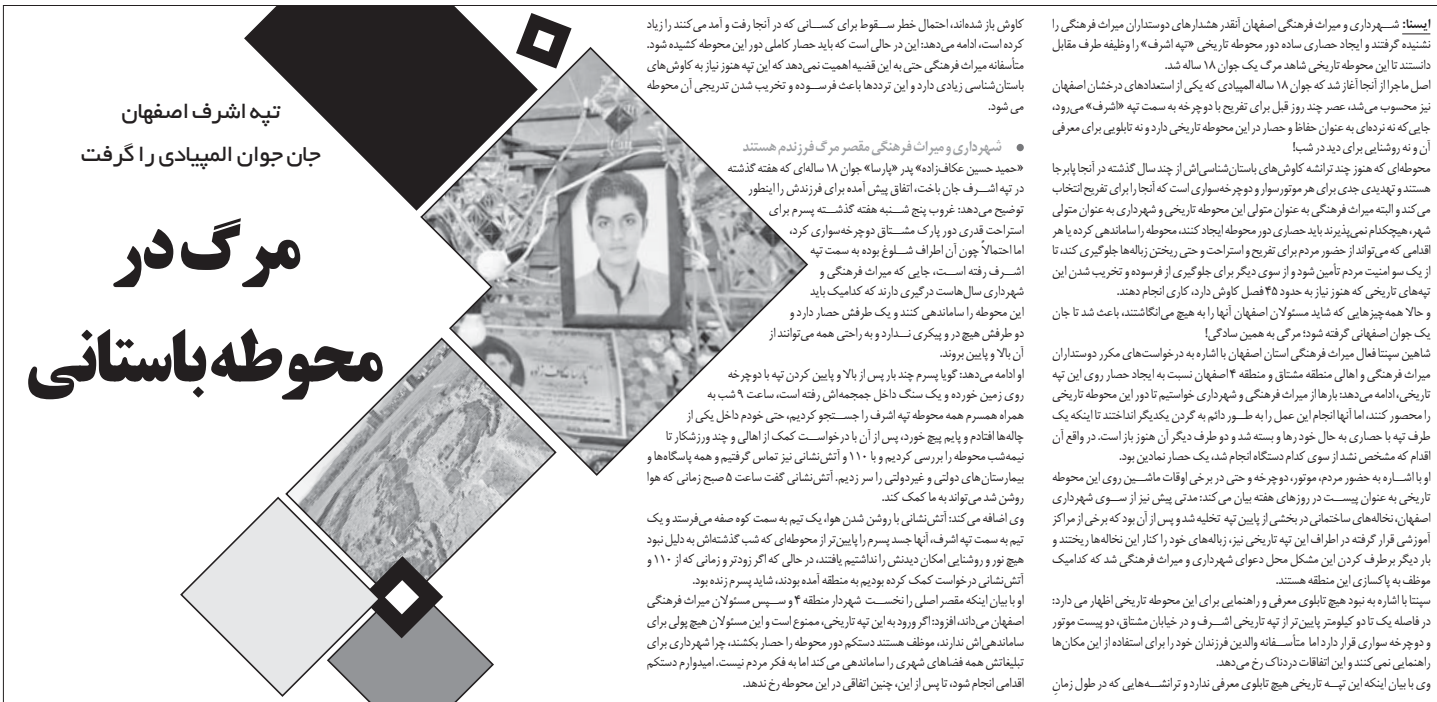 تپه اشرف اصفهان
جان جوان المپیادی را گرفت
مرگ در
محوطه باستانی
ایسنا: شهرداری و میراث فرهنگی اصفهان آنقدر هشدارهای دوستداران میراث فرهنگی را
نشنیده گرفتند و ایجاد حصاری ساده دور محوطه تاریخی «تپه اشرف» را وظیفه طرف مقابل
دانستند تا این محوطه تاریخی شاهد مرگ یک جوان ۱۸ ساله شد.
اصل ماجرا از آنجا آغاز شد که جوان ۱۸ ساله المپیادی که یکی از استعدادهای درخشان اصفهان
نیز محسوب می‌شد، عصر چند روز قبل برای تفریح با دوچرخه به سمت تپه «اشرف» می‌رود،
جایی که نه نرده‌ای به عنوان حفاظ و حصار در این محوطه تاریخی دارد و نه تابلویی برای معرفی
آن و نه روشنایی برای دید در شب!
محوطه‌ای که هنوز چند ترانشه کاوش‌های باستان‌شناسی‌اش از چند سال گذشته در آنجا پابرجا
هستند و تهدیدی جدی برای هر موتورسوار و دوچرخه‌سواری است که آنجا را برای تفریح انتخاب
می‌کند و البته میراث فرهنگی به عنوان متولی این محوطه تاریخی و شهرداری به عنوان متولی
شهر، هیچکدام نمی‌پذیرند باید حصاری دور محوطه ایجاد کنند، محوطه را ساماندهی کرده یا هر
اقدامی که می‌تواند از حضور مردم برای تفریح و استراحت و حتی ریختن زباله‌ها جلوگیری کند، تا
از یک سو امنیت مردم تأمین شود و از سوی دیگر برای جلوگیری از فرسوده و تخریب شدن این
تپه‌های تاریخی که هنوز نیاز به حدود ۴۵ فصل کاوش دارد، کاری انجام دهند.
و حالا همه‌چیزهایی که شاید مسئولان اصفهان آنها را به هیچ می‌انگاشتند، باعث شد تا جان
یک جوان اصفهانی گرفته شود؛ مرگی به همین سادگی!
شاهین سپنتا فعال میراث فرهنگی استان اصفهان با اشاره به درخواست‌های مکرر دوستداران
میراث فرهنگی و اهالی منطقه مشتاق و منطقه ۴ اصفهان نسبت به ایجاد حصار روی این تپه
تاریخی، ادامه می‌دهد: بارها از میراث فرهنگی و شهرداری خواستیم تا دور این محوطه تاریخی
را محصور کنند، اما آنها انجام این عمل را به طور دائم به گردن یکدیگر انداختند تا اینکه یک
طرف تپه با حصاری به حال خود رها و بسته شد و دو طرف دیگر آن هنوز باز است. در واقع آن
اقدام که مشخص نشد از سوی کدام دستگاه انجام شد، یک حصار نمادین بود.
او با اشاره به حضور مردم، موتور، دوچرخه و حتی در برخی اوقات ماشین روی این محوطه
تاریخی به عنوان پیست در روزهای هفته بیان می‌کند: مدتی پیش نیز از سوی شهرداری
اصفهان، نخاله‌های ساختمانی در بخشی از پایین تپه تخلیه شد و پس از آن بود که برخی از مراکز
آموزشی قرار گرفته در اطراف این تپه تاریخی نیز، زباله‌های خود را کنار این نخاله‌ها ریختند و
بار دیگر برطرف کردن این مشکل محل دعوای شهرداری و میراث فرهنگی شد که کدامیک
موظف به پاکسازی این منطقه هستند.
سپنتا با اشاره به نبود هیچ تابلوی معرفی و راهنمایی برای این محوطه تاریخی اظهار می دارد:
در فاصله یک تا دو کیلومتر پایین‌تر از تپه تاریخی اشرف و در خیابان مشتاق، دو پیست موتور
و دوچرخه سواری قرار دارد اما متأسفانه والدین فرزندان خود را برای استفاده از این مکان‌ها
راهنمایی نمی‌کنند و این اتفاقات دردناک رخ می‌دهد.
وی با بیان اینکه این تپه تاریخی هیچ تابلوی معرفی ندارد و ترانشه‌هایی که در طول زمان
کاوش باز شده‌اند، احتمال خطر سقوط برای کسانی که در آنجا رفت و آمد می‌کنند را زیاد
کرده است، ادامه می‌دهد: این در حالی است که باید حصار کاملی دور این محوطه کشیده شود.
متأسفانه میراث فرهنگی حتی به این قضیه اهمیت نمی‌دهد که این تپه هنوز نیاز به کاوش‌های
باستان‌شناسی زیادی دارد و این ترددها باعث فرسوده و تخریب شدن تدریجی آن محوطه
می شود.
● شهرداری و میراث فرهنگی مقصر مرگ فرزندم هستند
«حمید حسین عکاف‌زاده» پدر «پارسا» جوان ۱۸ ساله‌ای که هفته گذشته
در تپه اشرف جان باخت، اتفاق پیش آمده برای فرزندش را اینطور
توضیح می‌دهد: غروب پنج شنبه هفته گذشته پسرم برای
استراحت قدری دور پارک مشتاق دوچرخه‌سواری کرد،
اما احتمالاً چون آن اطراف شلوغ بوده به سمت تپه
اشرف رفته است، جایی که میراث فرهنگی و
شهرداری سال‌هاست درگیری دارند که کدامیک باید
این محوطه را ساماندهی کنند و یک طرفش حصار دارد و
دو طرفش هیچ در و پیکری ندارد و به راحتی همه می‌توانند از
آن بالا و پایین بروند.
او ادامه می‌دهد: گویا پسرم چند بار پس از بالا و پایین کردن تپه با دوچرخه
روی زمین خورده و یک سنگ داخل جمجمه‌اش رفته است، ساعت ۹ شب به
همراه همسرم همه محوطه تپه اشرف را جستجو کردیم، حتی خودم داخل یکی از
چاله‌ها افتادم و پایم پیچ خورد، پس از آن با درخواست کمک از اهالی و چند ورزشکار تا
نیمه‌شب محوطه را بررسی کردیم و با ۱۱۰ و آتش‌نشانی نیز تماس گرفتیم و همه پاسگاه‌ها و
بیمارستان‌های دولتی و غیردولتی را سر زدیم. آتش‌نشانی گفت ساعت ۵ صبح زمانی که هوا
روشن شد می‌تواند به ما کمک کند.
وی اضافه می‌کند: آتش‌نشانی با روشن شدن هوا، یک تیم به سمت کوه صفه می‌فرستد و یک
تیم به سمت تپه اشرف، آنها جسد پسرم را پایین‌تر از محوطه‌ای که شب گذشته‌اش به دلیل نبود
هیچ نور و روشنایی امکان دیدنش را نداشتیم یافتند، در حالی که اگر زودتر و زمانی که از ۱۱۰ و
آتش‌نشانی درخواست کمک کرده بودیم به منطقه آمده بودند، شاید پسرم زنده بود.
او با بیان اینکه مقصر اصلی را نخست شهردار منطقه ۴ و سپس مسئولان میراث فرهنگی
اصفهان می‌داند، افزود: اگر ورود به این تپه تاریخی، ممنوع است و این مسئولان هیچ پولی برای
ساماندهی‌اش ندارند، موظف هستند دستکم دور محوطه را حصار بکشند، چرا شهرداری برای
تبلیغاتش همه فضاهای شهری را ساماندهی می‌کند اما به فکر مردم نیست. امیدوارم دستکم
اقدامی انجام شود، تا پس از این، چنین اتفاقی در این محوطه رخ ندهد.